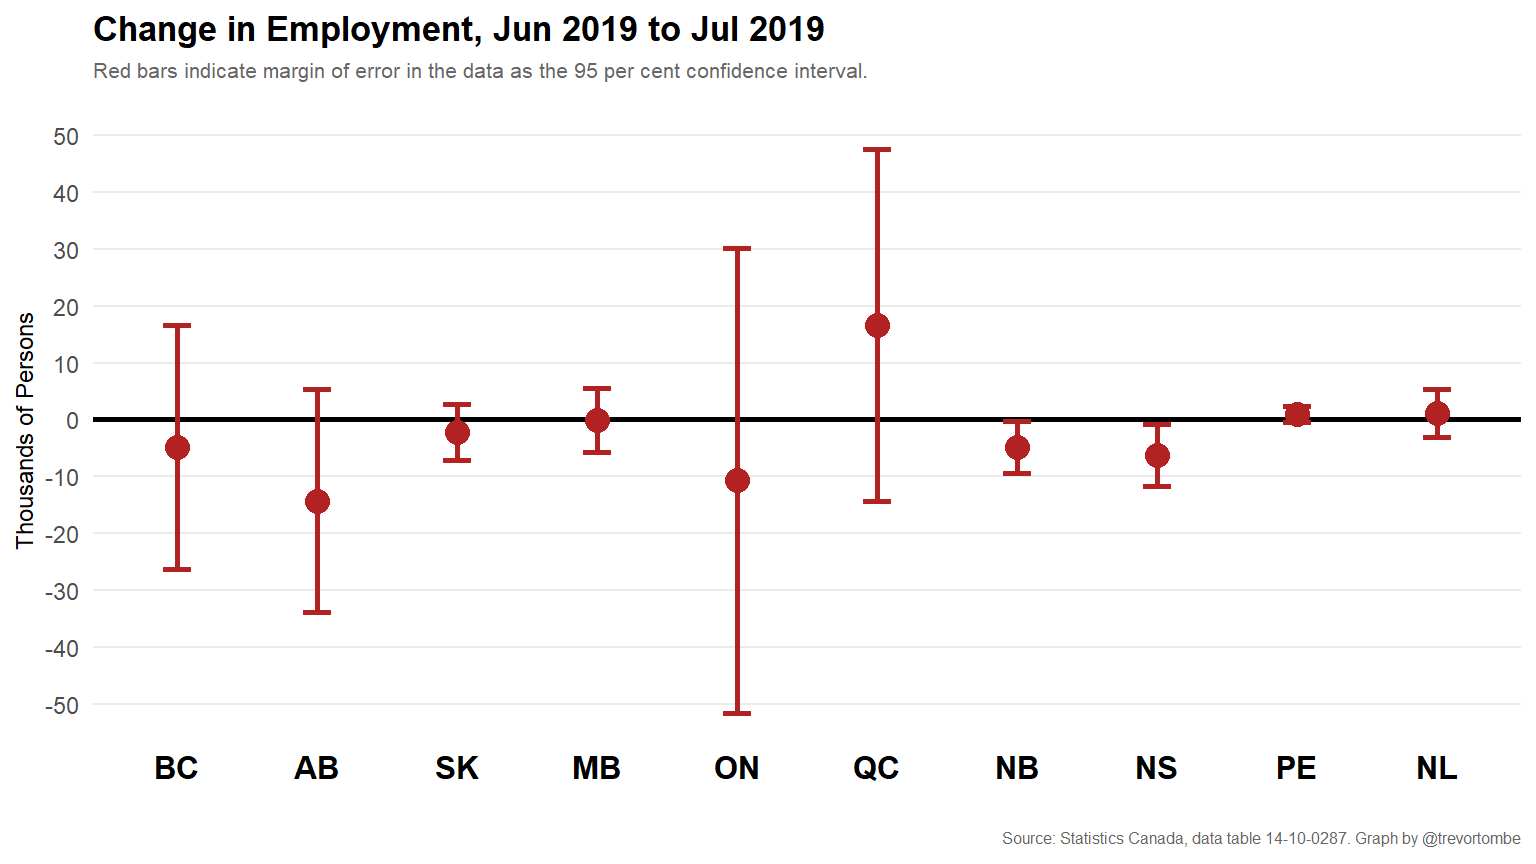 Change in Employment, Jun 2019 to Jul 2019
Red bars indicate margin of error in the data as the 95 per cent confidence interval.
Thousands of Persons
50
40
30
20
10
0
-10
-20
-30
-40
-50
BC AB SK MB ON QC NB NS PE NL
Source: Statistics Canada, data table 14-10-0287. Graph by @trevortombe